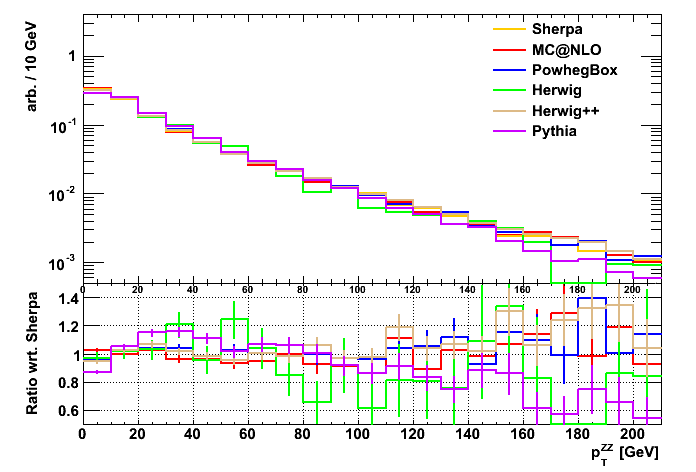 arb. / 10 GeV
1
10-1
10-2
10-3
Sherpa
MC@NLO
PowhegBox
Herwig
Herwig++
Pythia
0 20 40 60 80 100 120 140 160 180 200
Ratio wrt. Sherpa
1.4
1.2
1
0.8
0.6
0 20 40 60 80 100 120 140 160 180 200
pTZZ [GeV]